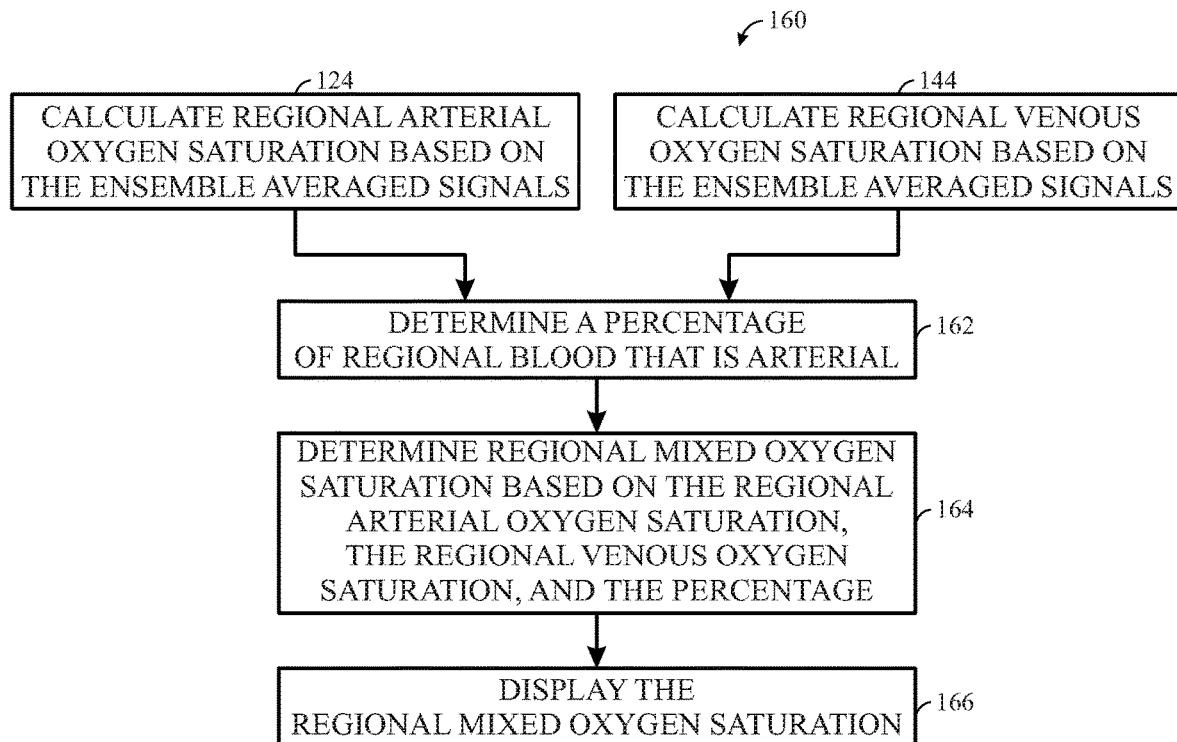 160
124
CALCULATE REGIONAL ARTERIAL
OXYGEN SATURATION BASED ON
THE ENSEMBLE AVERAGED SIGNALS
144
CALCULATE REGIONAL VENOUS
OXYGEN SATURATION BASED ON
THE ENSEMBLE AVERAGED SIGNALS
DETERMINE A PERCENTAGE
OF REGIONAL BLOOD THAT IS ARTERIAL
162
DETERMINE REGIONAL MIXED OXYGEN
SATURATION BASED ON THE REGIONAL
ARTERIAL OXYGEN SATURATION,
THE REGIONAL VENOUS OXYGEN
SATURATION, AND THE PERCENTAGE
164
DISPLAY THE
REGIONAL MIXED OXYGEN SATURATION
166